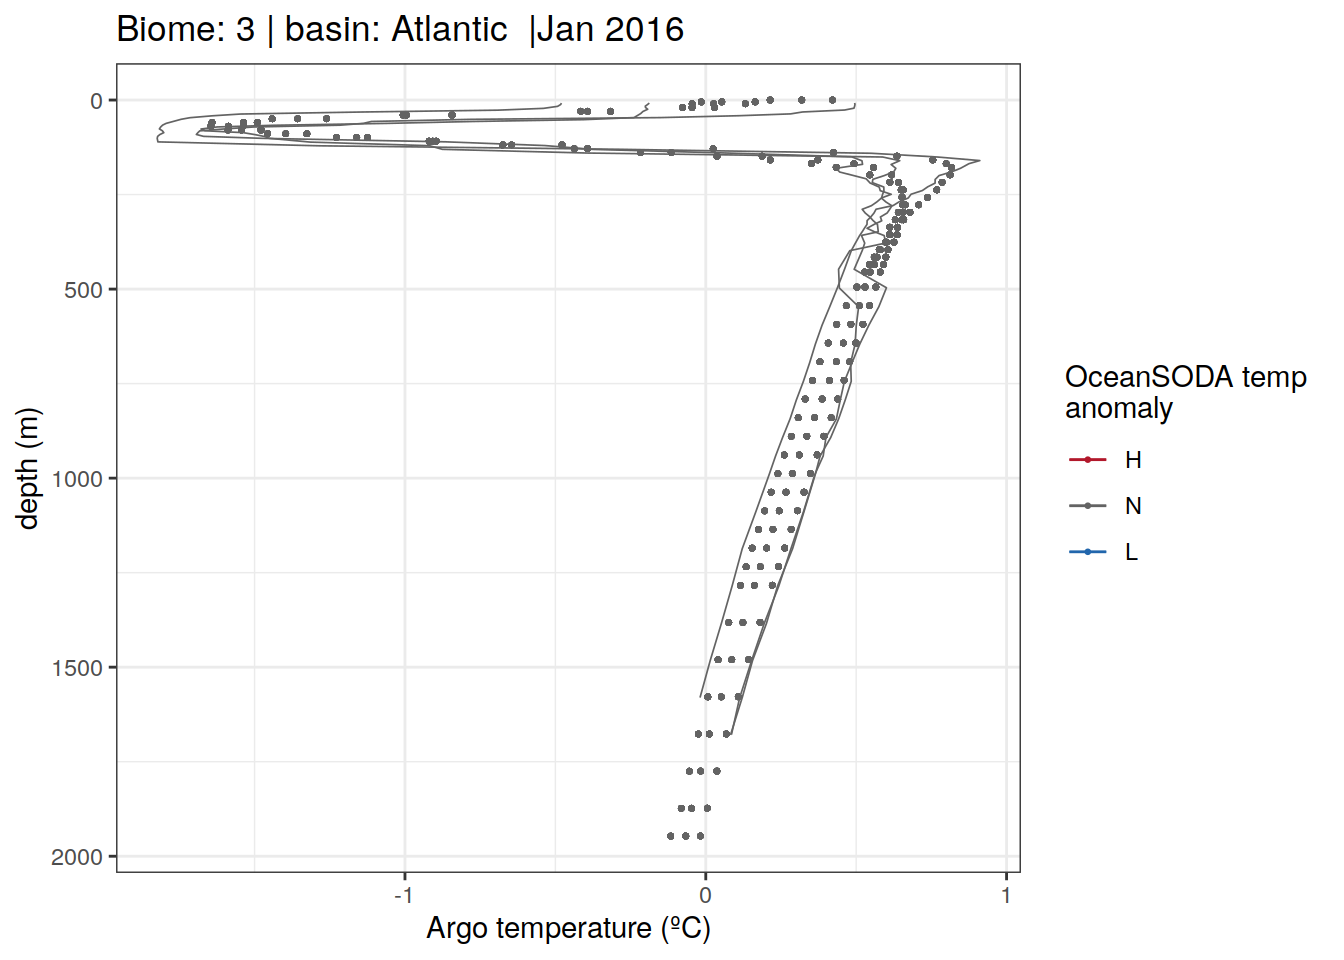 Biome: 3 | basin: Atlantic  |Jan 2016
0
500
1000
1500
2000
depth (m)
-1
0
1
Argo temperature (ºC)
OceanSODA temp
anomaly
H
N
L